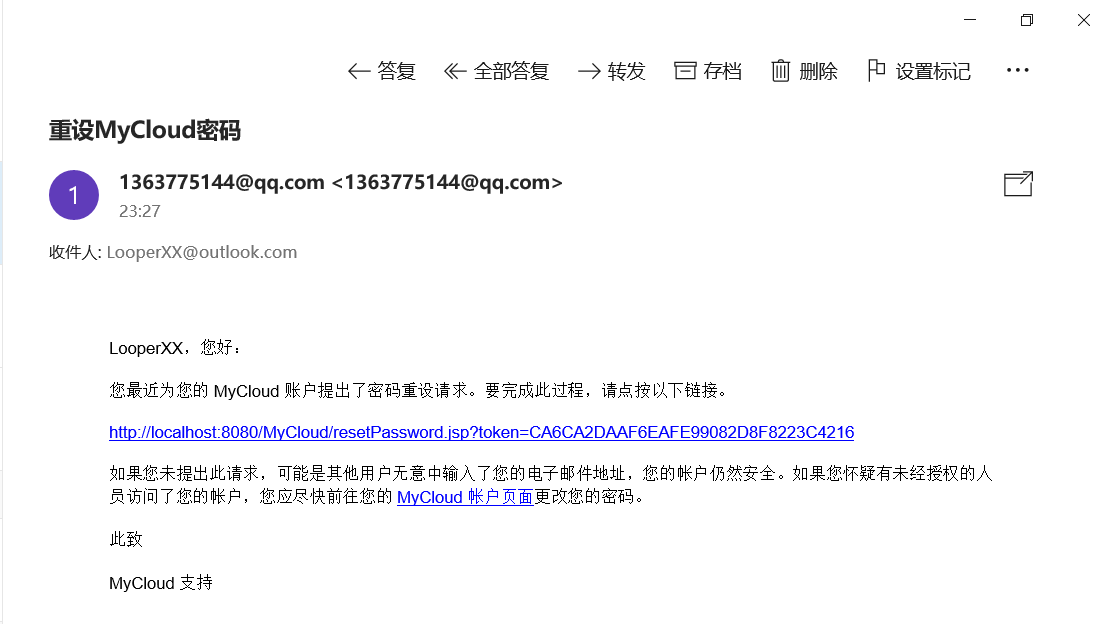 答复 全部答复 转发 存档 删除 设置标记 ···
重设MyCloud密码
1
1363775144@qq.com <1363775144@qq.com>
23:27
收件人: LooperXX@outlook.com
LooperXX，您好：
您最近为您的 MyCloud 账户提出了密码重设请求。要完成此过程，请点按以下链接。
http://localhost:8080/MyCloud/resetPassword.jsp?token=CA6CA2DAAF6EAFE99082D8F8223C4216
如果您未提出此请求，可能是其他用户无意中输入了您的电子邮件地址，您的帐户仍然安全。如果您怀疑有未经授权的人
员访问了您的帐户，您应尽快前往您的 MyCloud 帐户页面更改您的密码。
此致
MyCloud 支持